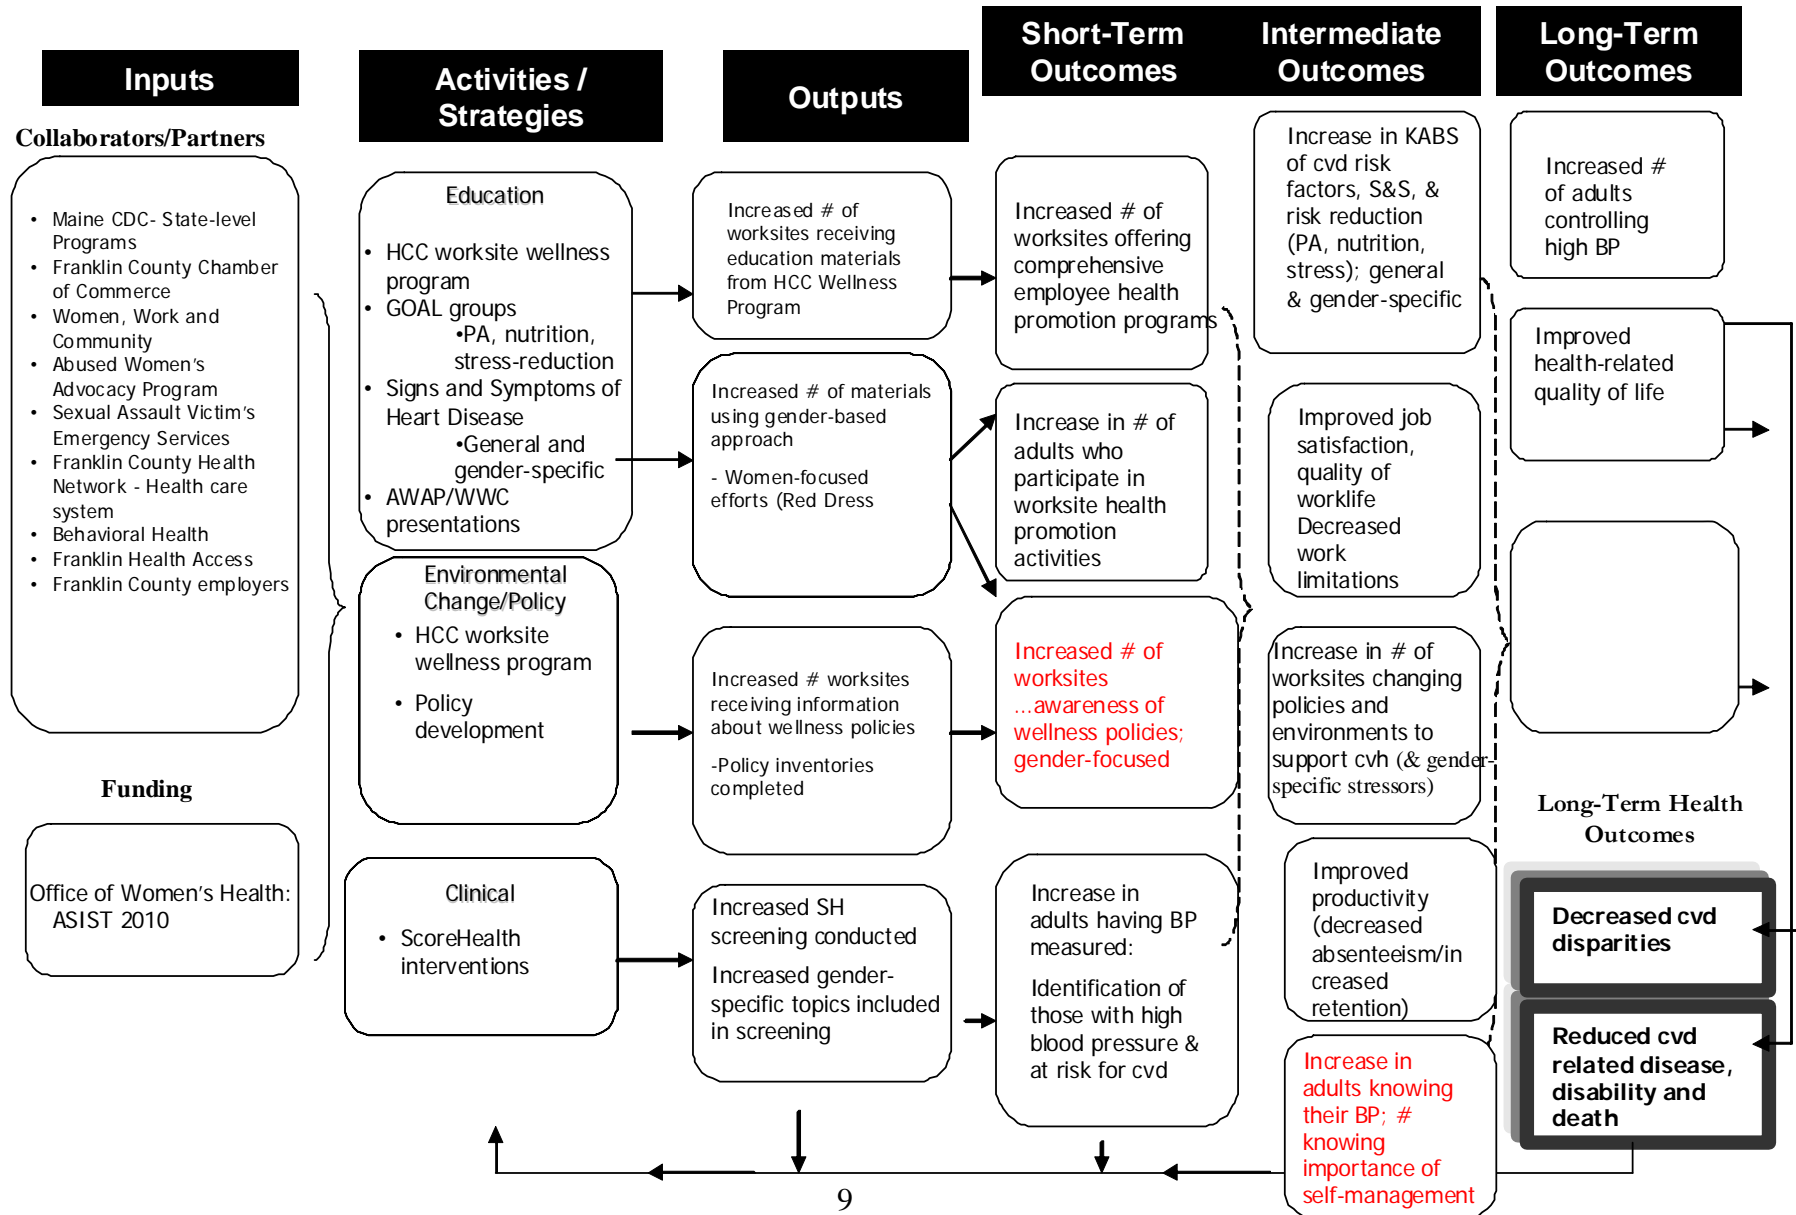 Inputs
Collaborators/Partners
• Maine CDC- State-level
Programs
• Franklin County Chamber
of Commerce
• Women, Work and
Community
• Abused Women's
Advocacy Program
• Sexual Assault Victim's
Emergency Services
• Franklin County Health
Network - Health care
system
• Behavioral Health
• Franklin Health Access
• Franklin County employers
Funding
Office of Women's Health:
ASIST 2010
Activities /
Strategies
Education
• HCC worksite wellness
program
• GOAL groups
•PA, nutrition,
stress-reduction
• Signs and Symptoms of
Heart Disease
•General and
gender-specific
• AWAP/WWC
presentations
Environmental
Change/Policy
• HCC worksite
wellness program
• Policy
development
Clinical
• ScoreHealth
interventions
Outputs
Increased # of
worksites receiving
education materials
from HCC Wellness
Program
Increased # of materials
using gender-based
approach
- Women-focused
efforts (Red Dress
Increased # worksites
receiving information
about wellness policies
-Policy inventories
completed
Increased SH
screening conducted
Increased gender-
specific topics included
in screening
Short-Term
Outcomes
Increased # of
worksites offering
comprehensive
employee health
promotion programs
Increase in # of
adults who
participate in
worksite health
promotion
activities
Increased # of
worksites
...awareness of
wellness policies;
gender-focused
Increase in
adults having BP
measured:
Identification of
those with high
blood pressure &
at risk for cvd
Intermediate
Outcomes
Increase in KABS
of cvd risk
factors, S&S, &
risk reduction
(PA, nutrition,
stress); general
& gender-specific
Improved job
satisfaction,
quality of
worklife
Decreased
work
limitations
Increase in # of
worksites changing
policies and
environments to
support cvh (& gender-
specific stressors)
Improved
productivity
(decreased
absenteeism/in
creased
retention)
Increase in
adults knowing
their BP; #
knowing
importance of
self-management
Long-Term
Outcomes
Increased #
of adults
controlling
high BP
Improved
health-related
quality of life
Long-Term Health
Outcomes
Decreased cvd
disparities
Reduced cvd
related disease,
disability and
death
9